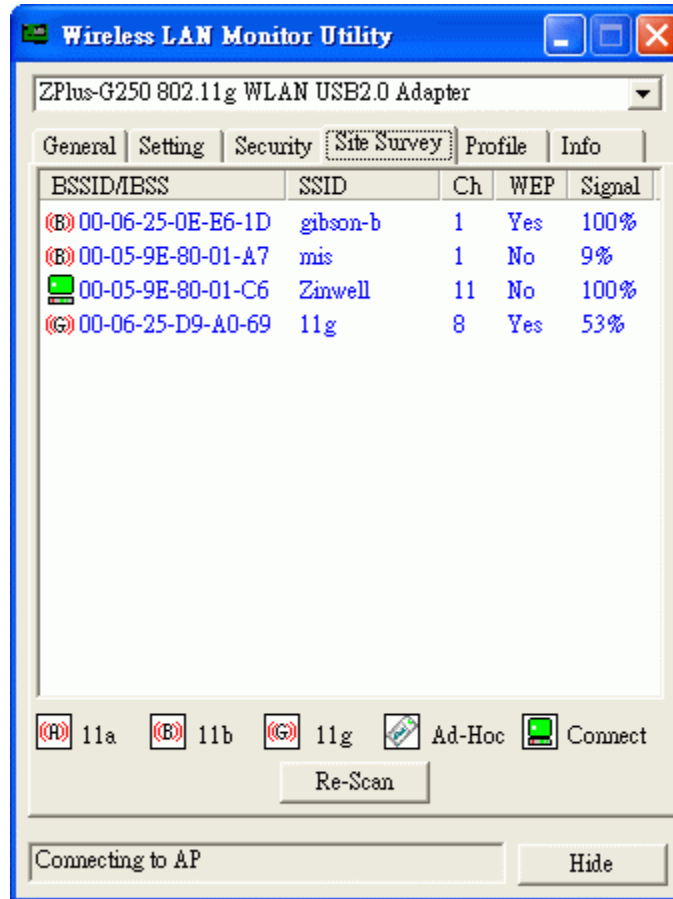 Wireless LAN Monitor Utility
ZPlus-G250 802.11g WLAN USB2.0 Adapter
General Setting Security Site Survey Profile Info
BSSID/IBSS SSID Ch WEP Signal
((B)) 00-06-25-0E-E6-1D gibson-b 1 Yes 100%
((B)) 00-05-9E-80-01-A7 mis 1 No 9%
00-05-9E-80-01-C6 Zinwell 11 No 100%
((G)) 00-06-25-D9-A0-69 11g 8 Yes 53%
((A)) 11a ((B)) 11b ((G)) 11g Ad-Hoc Connect
Re-Scan
Connecting to AP
Hide